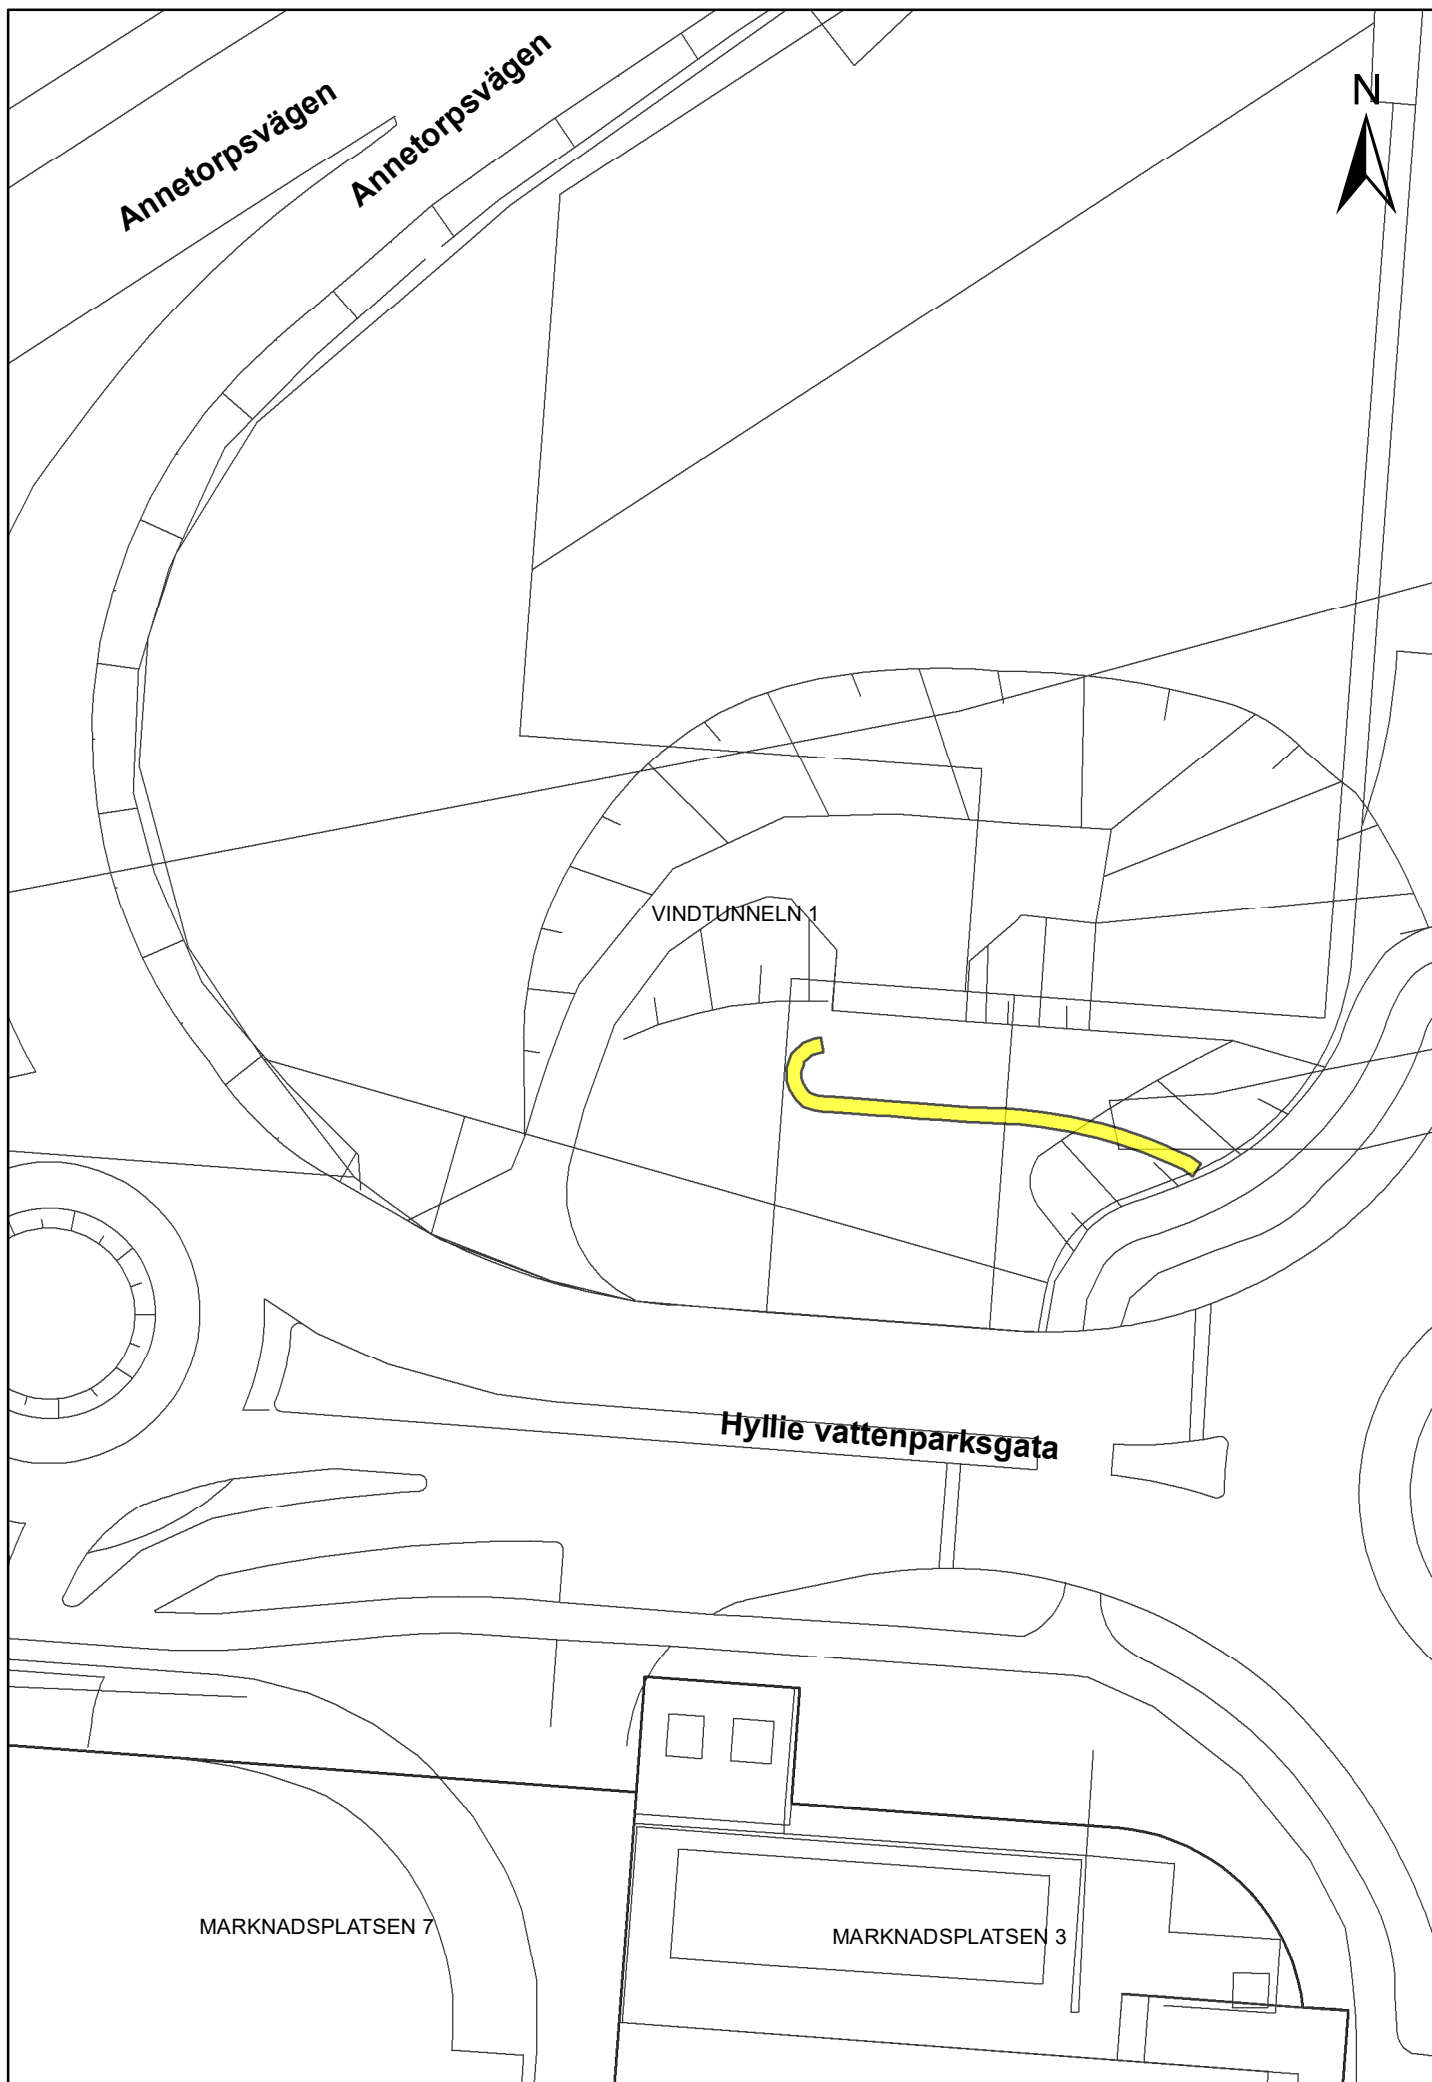 Annetorpsvägen
Annetorpsvägen
N
VINDTUNNELN 1
Hyllie vattenparksgata
MARKNADSPLATSEN 7
MARKNADSPLATSEN 3